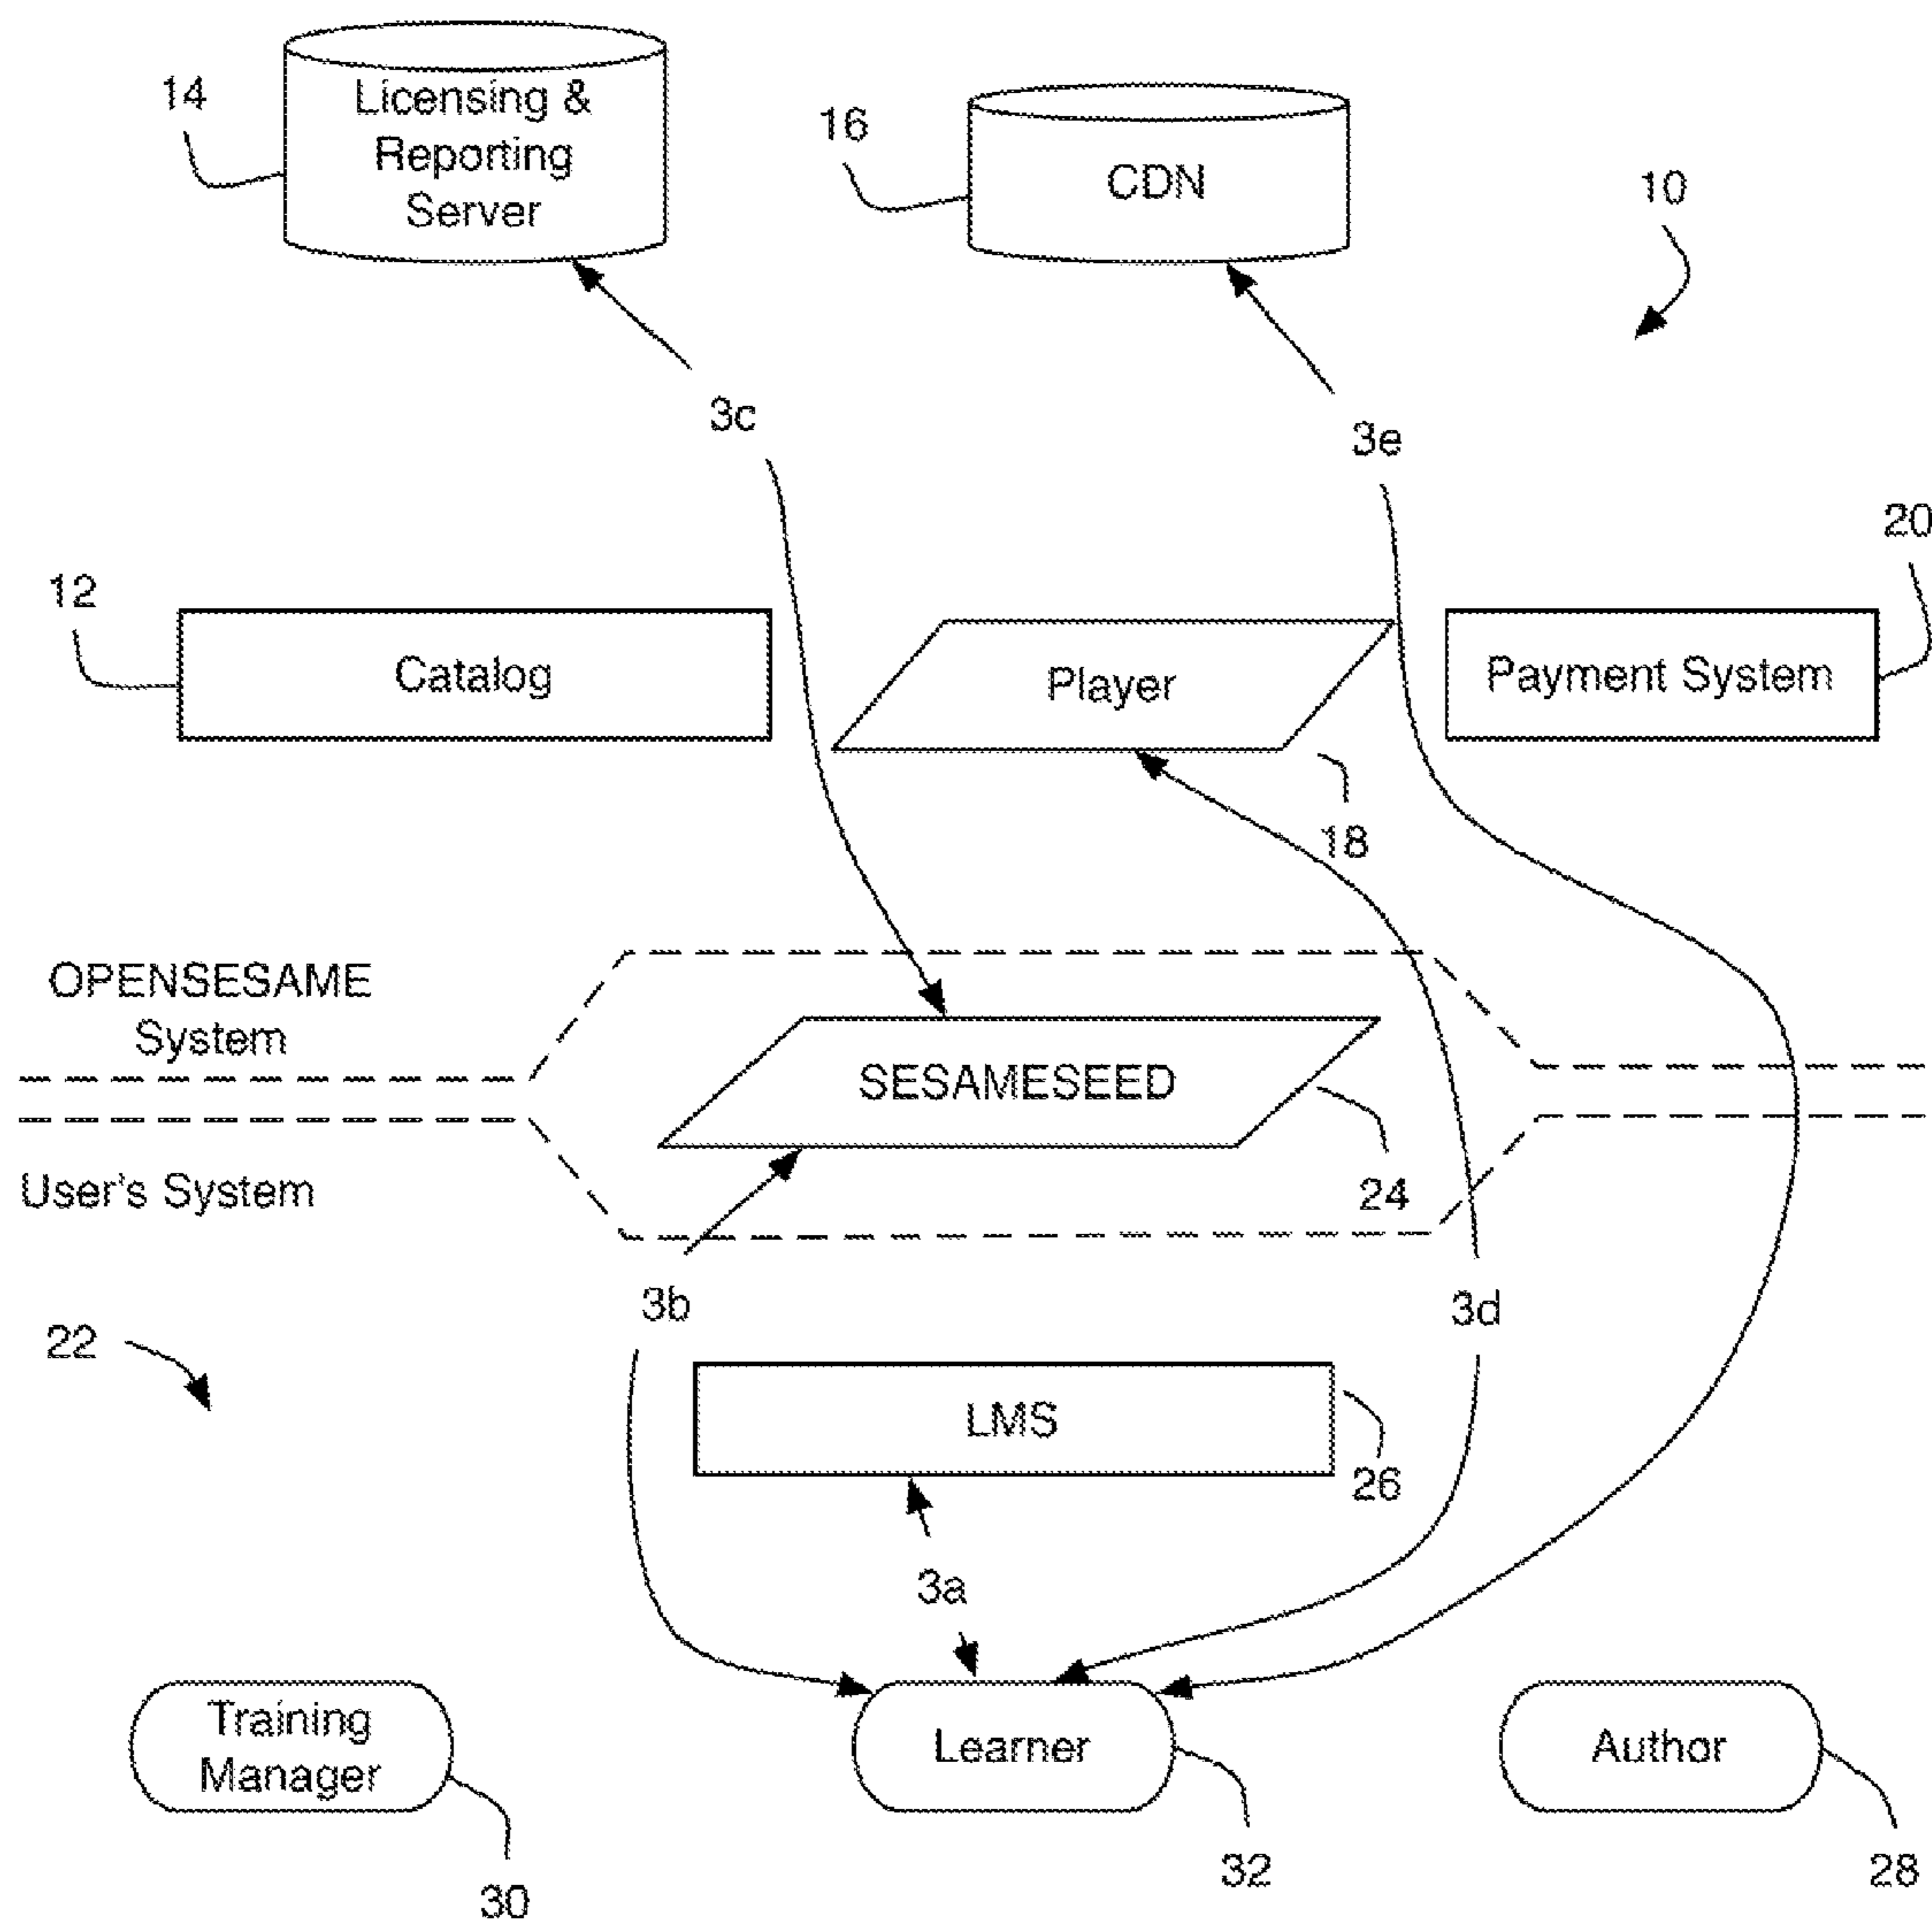 14
Licensing &
Reporting
Server
16
CDN
10
3c
3e
20
12
Catalog
Player
Payment System
18
OPENSESAME
System
SESAMESEED
User's System
24
3b
3d
22
LMS
26
3a
Training
Manager
Learner
Author
30
32
28